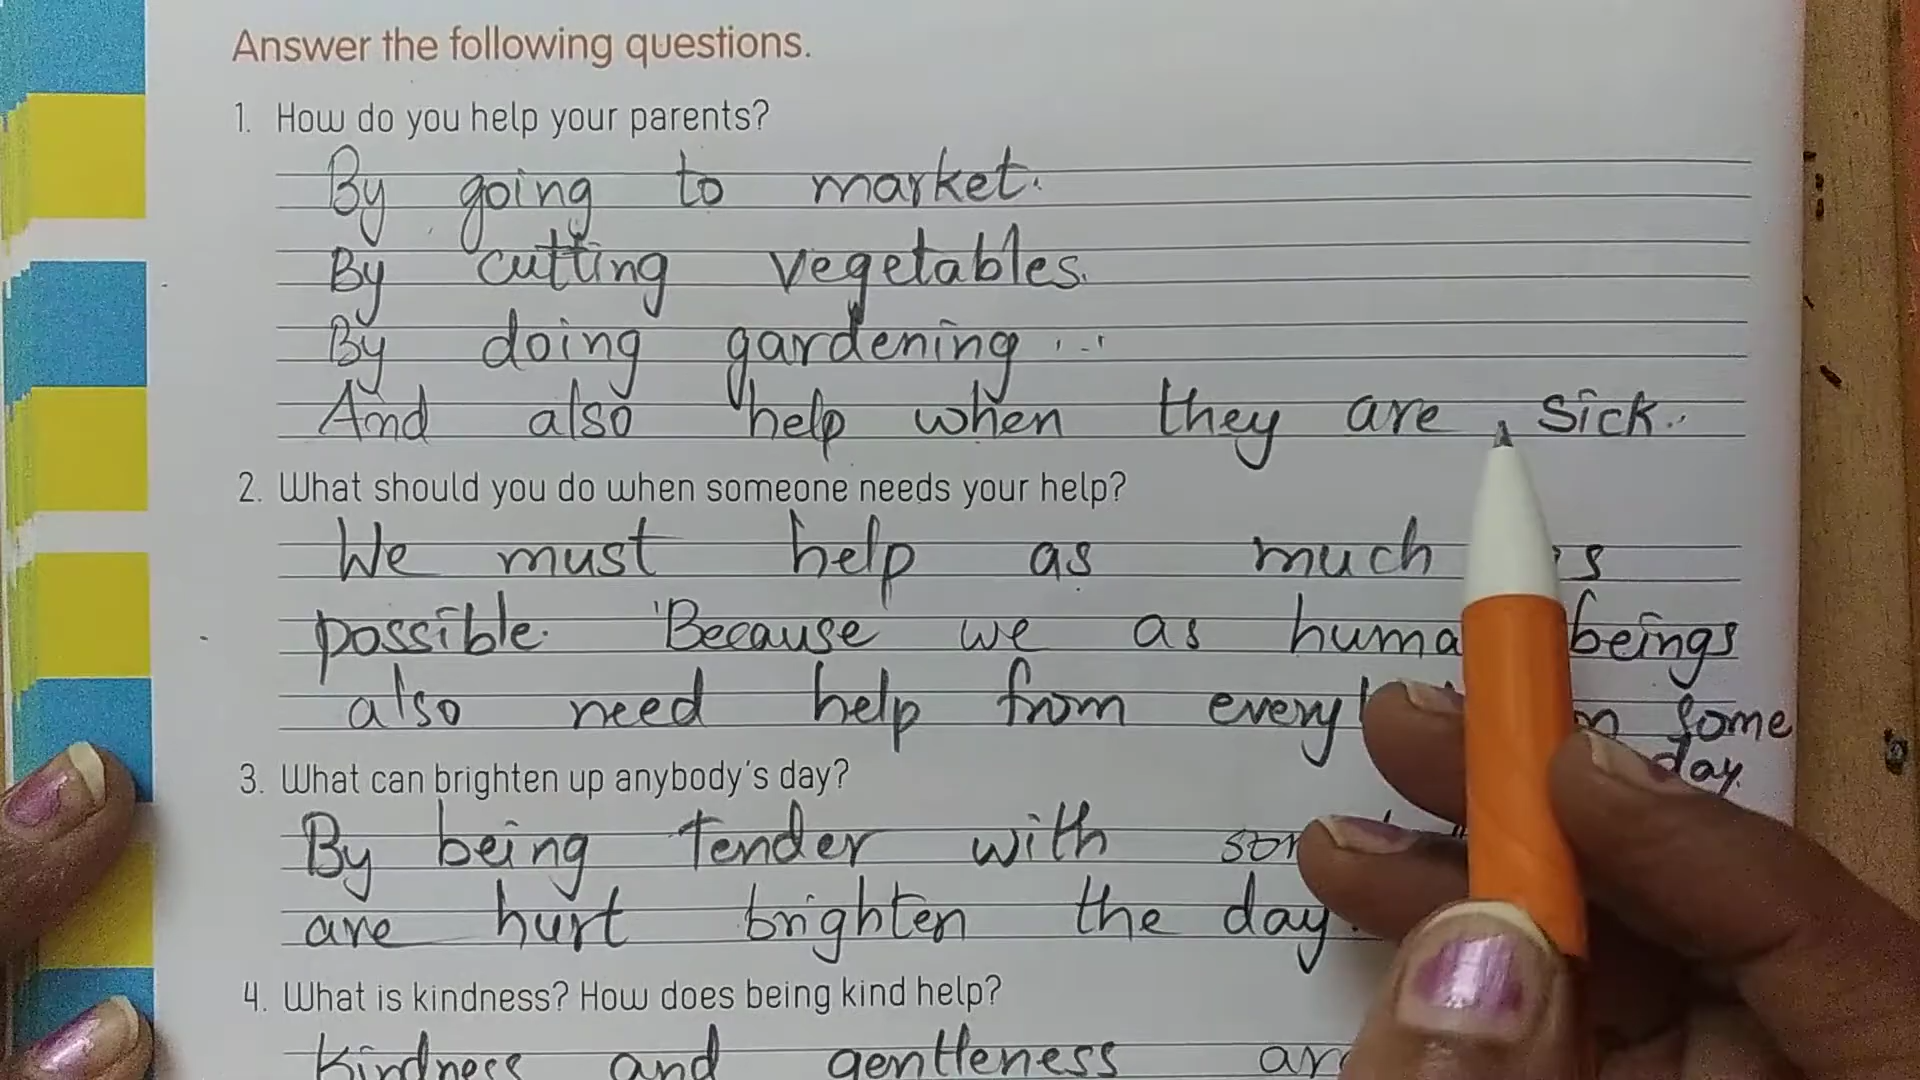 Answer the following questions.
1. How do you help your parents?
By going to market.
By cutting vegetables.
By doing gardening...
And also help when they are sick.
2. What should you do when someone needs your help?
We must help as much
possible. Because we as beings
also need help from some
day.
3. What can brighten up anybody's day?
By being tender with
are hurt brighten the day.
4. What is kindness? How does being kind help?
Kindness and gentleness